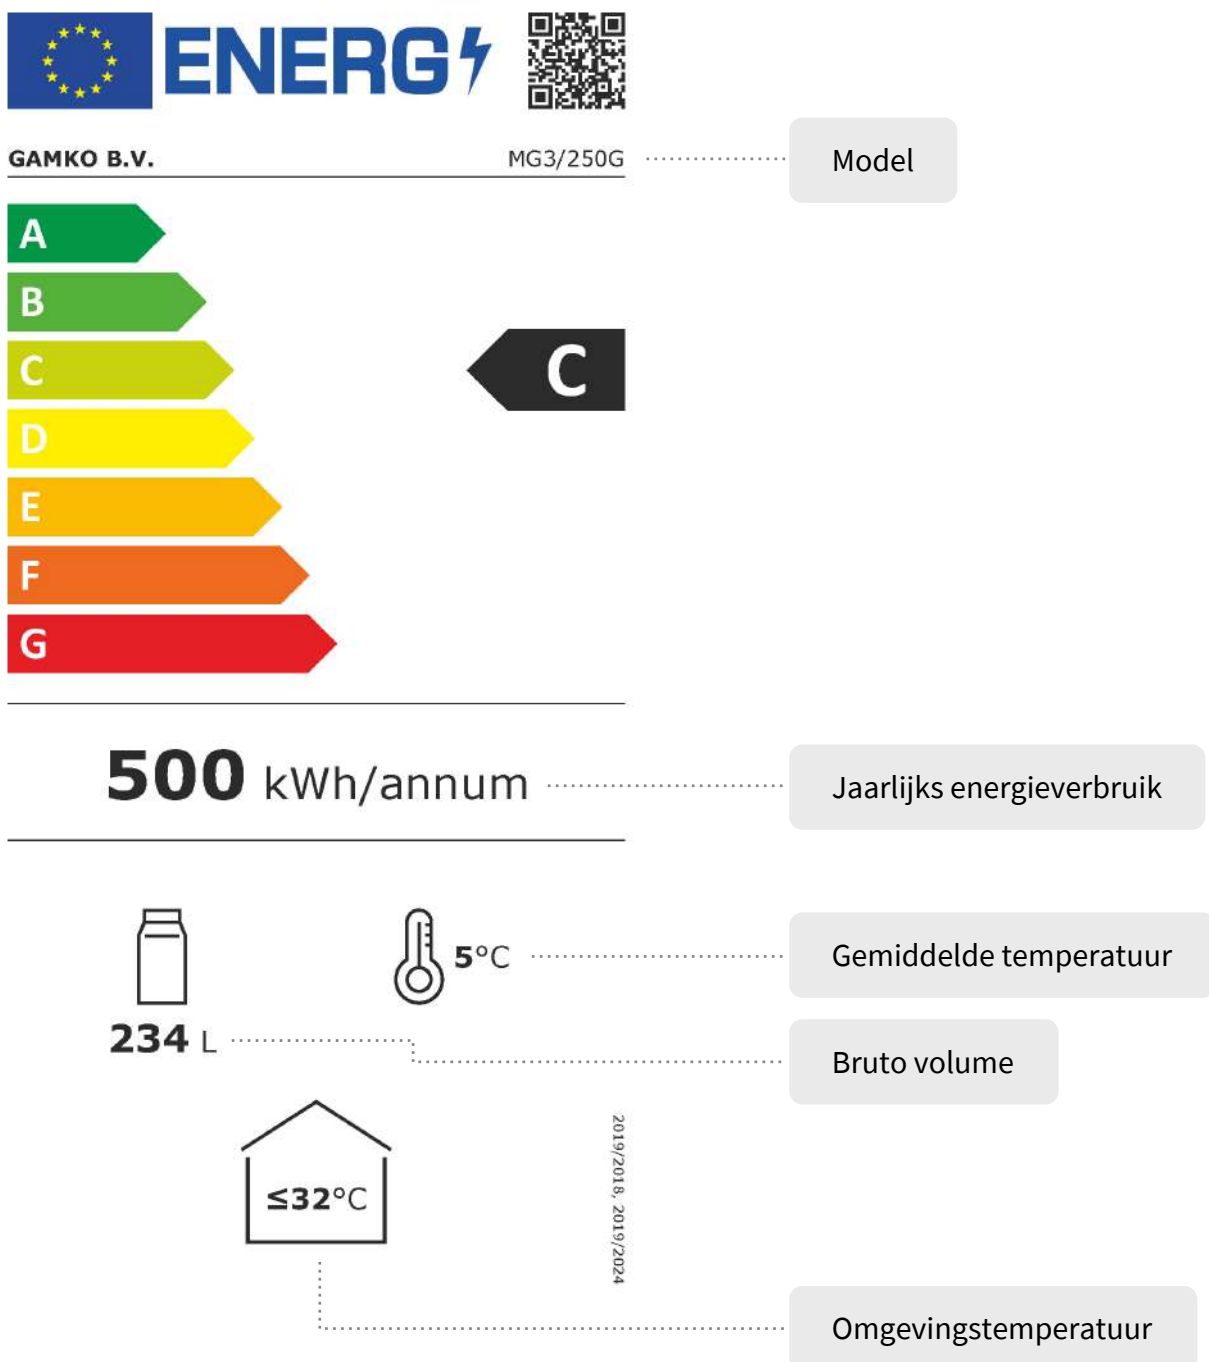 ENERG
GAMKO B.V. MG3/250G
Model
A
B
C
C
D
E
F
G
500 kWh/annum
Jaarlijks energieverbruik
5°C
Gemiddelde temperatuur
234 L
Bruto volume
≤32°C
2019/2018, 2019/2024
Omgevingstemperatuur